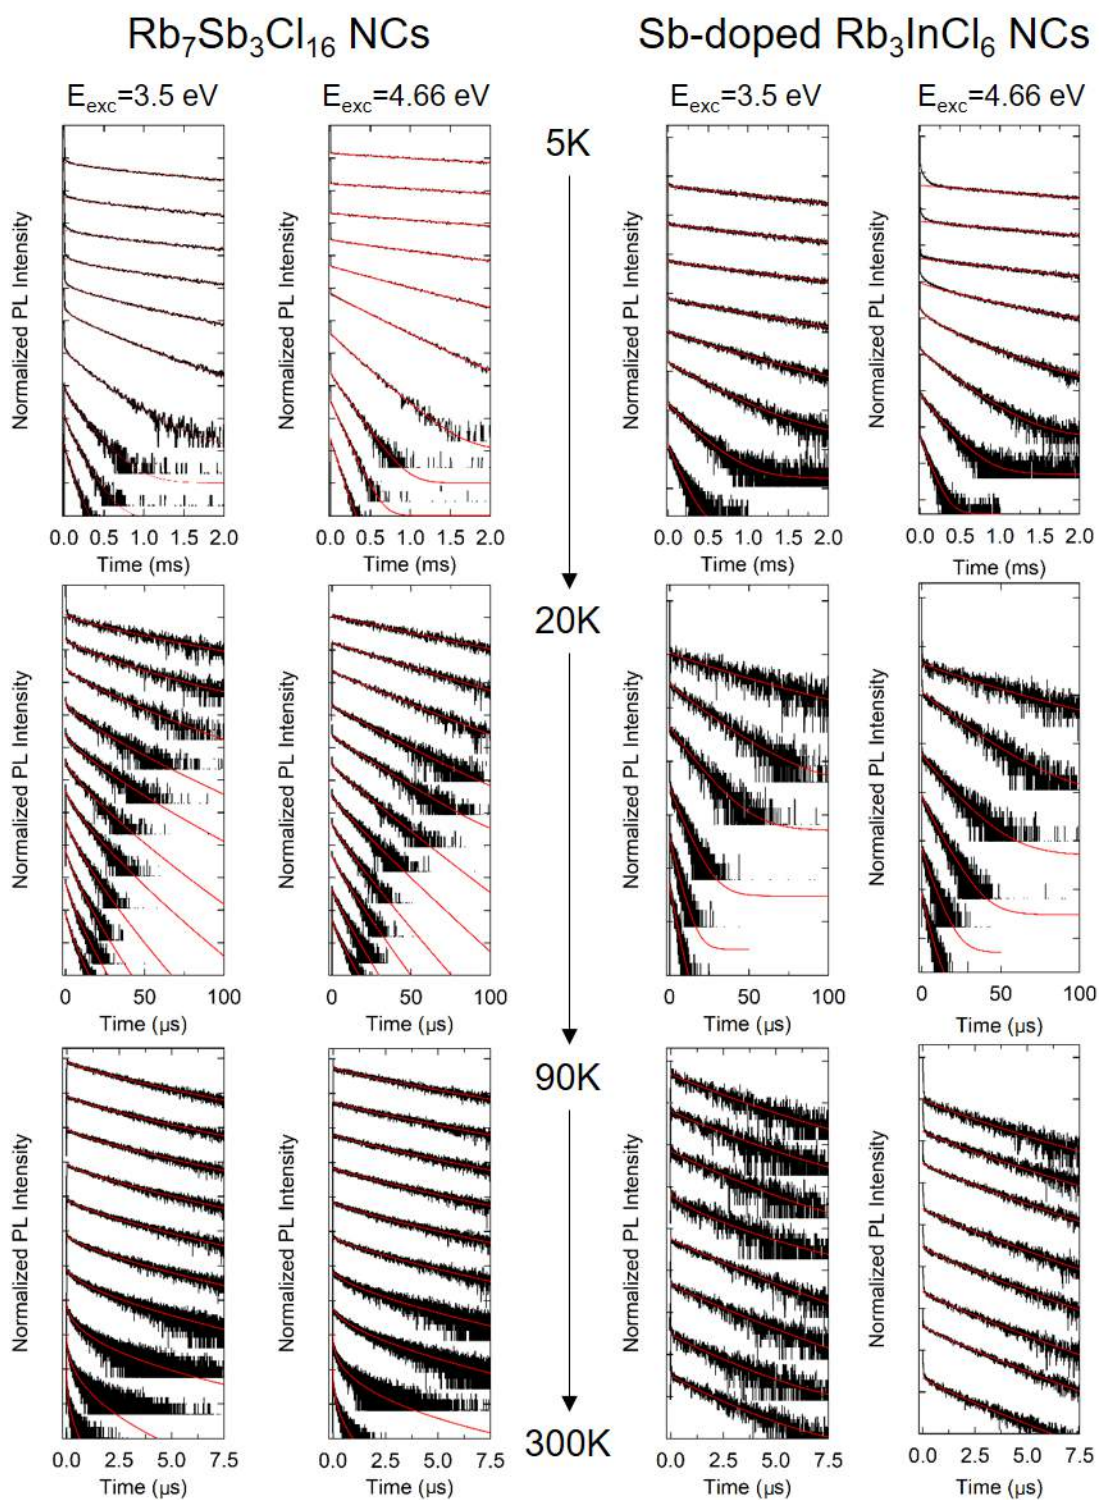 Rb₇Sb₃Cl₁₆ NCs Sb-doped Rb₃InCl₆ NCs
E_exc=3.5 eV E_exc=4.66 eV E_exc=3.5 eV E_exc=4.66 eV
5K
Normalized PL Intensity Normalized PL Intensity Normalized PL Intensity Normalized PL Intensity
0.0 0.5 1.0 1.5 2.0 0.0 0.5 1.0 1.5 2.0 0.0 0.5 1.0 1.5 2.0 0.0 0.5 1.0 1.5 2.0
Time (ms) Time (ms) Time (ms) Time (ms)
20K
Normalized PL Intensity Normalized PL Intensity Normalized PL Intensity Normalized PL Intensity
0 50 100 0 50 100 0 50 100 0 50 100
Time (µs) Time (µs) Time (µs) Time (µs)
90K
Normalized PL Intensity Normalized PL Intensity Normalized PL Intensity Normalized PL Intensity
300K
0.0 2.5 5.0 7.5 0.0 2.5 5.0 7.5 0.0 2.5 5.0 7.5 0.0 2.5 5.0 7.5
Time (µs) Time (µs) Time (µs) Time (µs)